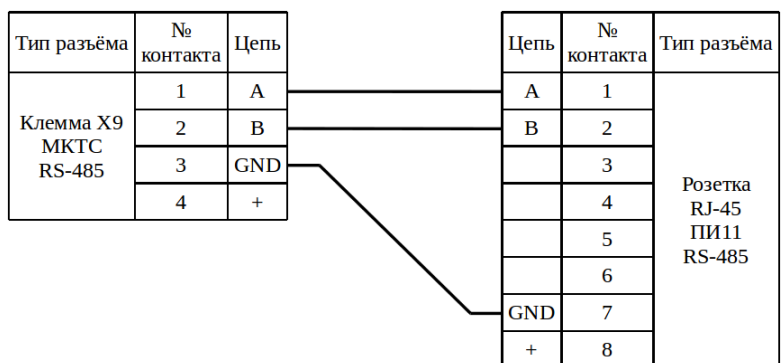 Тип разъёма № контакта Цепь
Клемма X9 МКТС RS-485
1 A
2 B
3 GND
4 +
Цепь № контакта Тип разъёма
A 1
B 2
3
4
5
6
GND 7
+ 8
Розетка RJ-45 ПИ11 RS-485